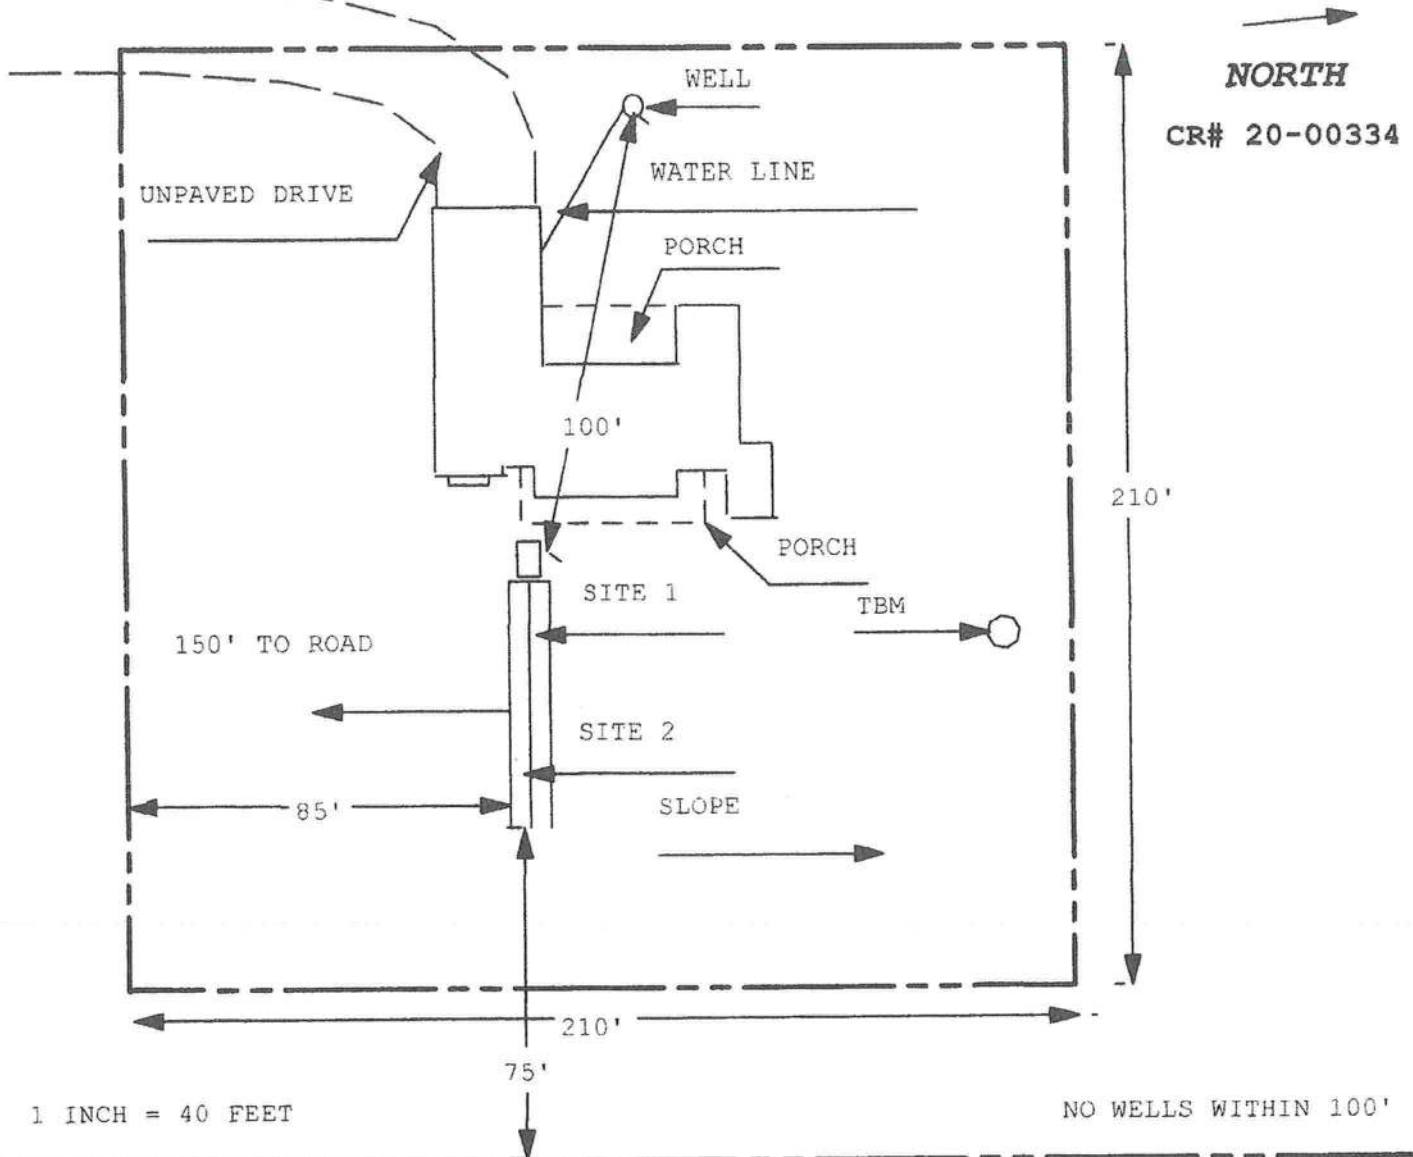 NORTH
CR# 20-00334
WELL
WATER LINE
UNPAVED DRIVE
PORCH
100'
210'
PORCH
SITE 1
TBM
150' TO ROAD
SITE 2
85'
SLOPE
210'
75'
1 INCH = 40 FEET
NO WELLS WITHIN 100'